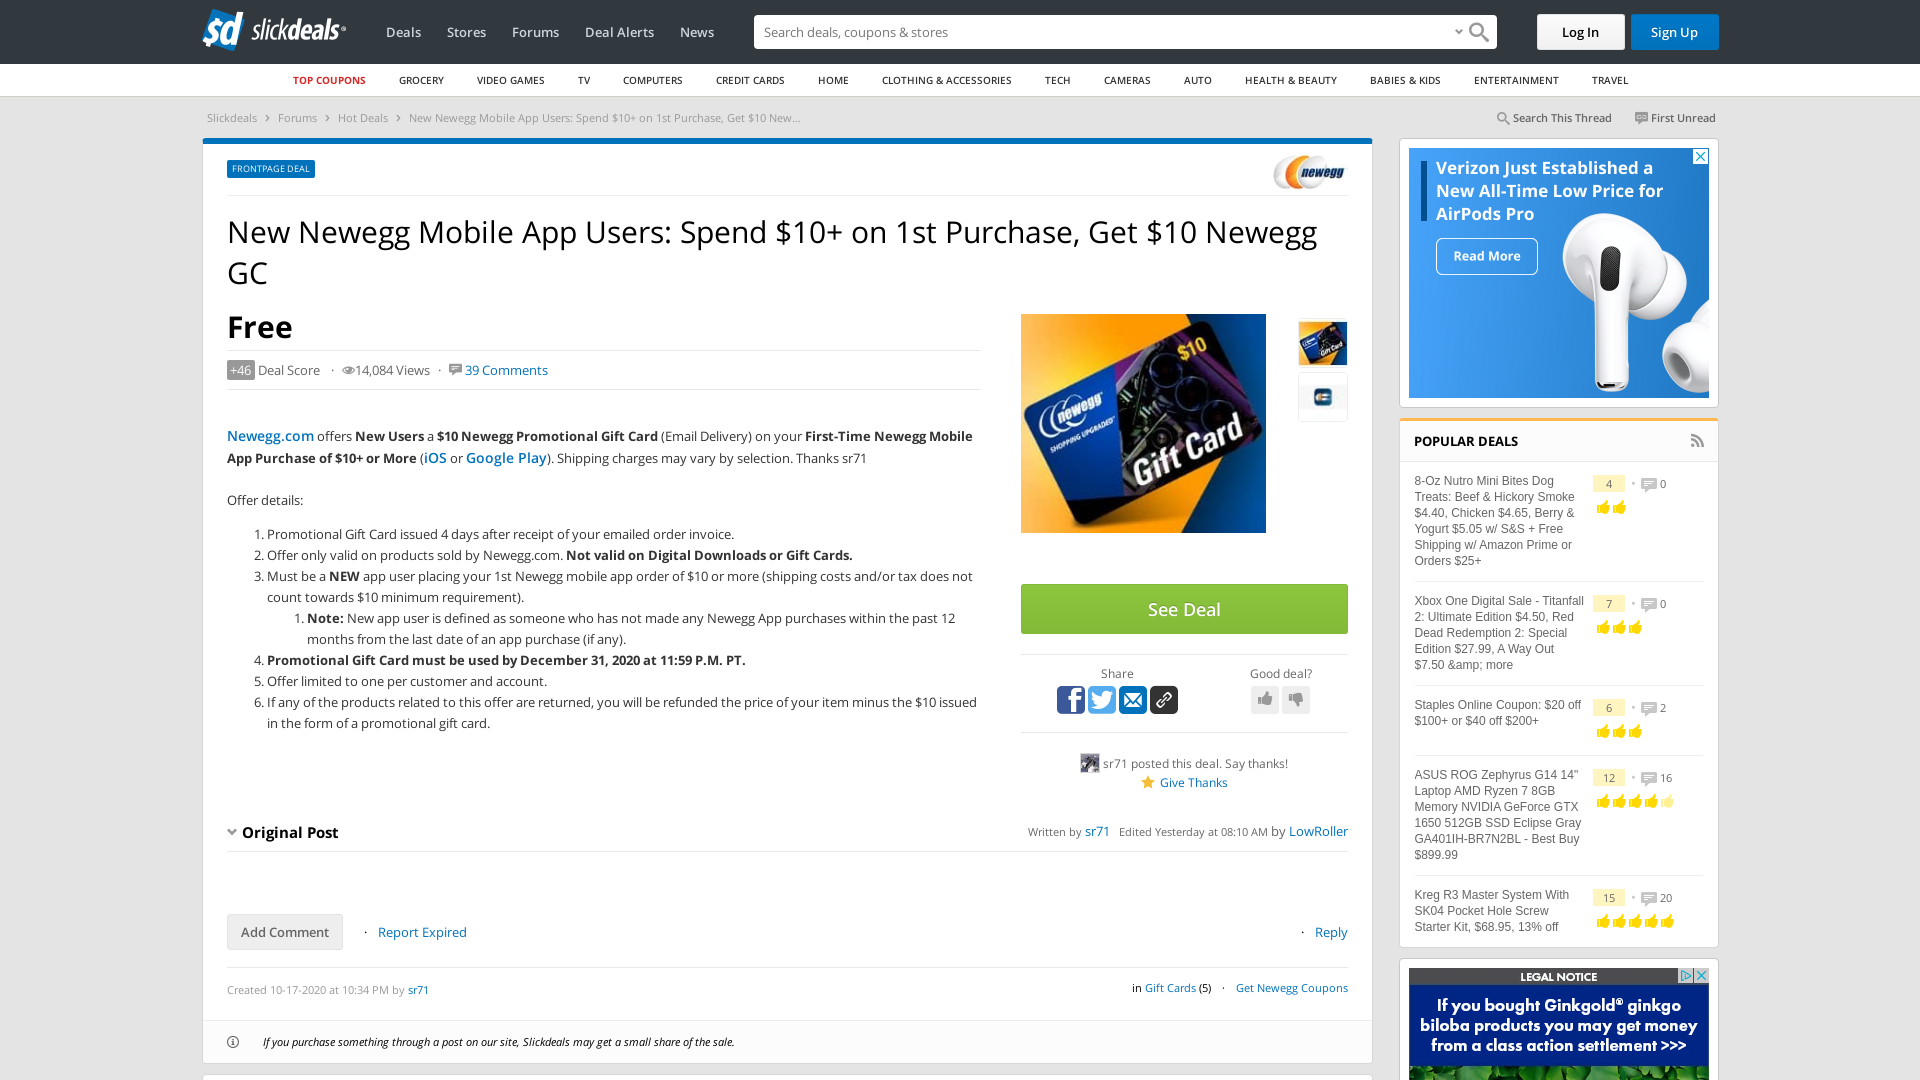 sd slickdeals
Deals
Stores
Forums
Deal Alerts
News
Search deals, coupons & stores
Log In
Sign Up
TOP COUPONS
GROCERY
VIDEO GAMES
TV
COMPUTERS
CREDIT CARDS
HOME
CLOTHING & ACCESSORIES
TECH
CAMERAS
AUTO
HEALTH & BEAUTY
BABIES & KIDS
ENTERTAINMENT
TRAVEL
Slickdeals › Forums › Hot Deals › New Newegg Mobile App Users: Spend $10+ on 1st Purchase, Get $10 New...
Search This Thread
First Unread
FRONTPAGE DEAL
newegg
New Newegg Mobile App Users: Spend $10+ on 1st Purchase, Get $10 Newegg
GC
Free
+46 Deal Score · 14,084 Views · 39 Comments
Newegg.com offers New Users a $10 Newegg Promotional Gift Card (Email Delivery) on your First-Time Newegg Mobile
App Purchase of $10+ or More (iOS or Google Play). Shipping charges may vary by selection. Thanks sr71
Offer details:
1. Promotional Gift Card issued 4 days after receipt of your emailed order invoice.
2. Offer only valid on products sold by Newegg.com. Not valid on Digital Downloads or Gift Cards.
3. Must be a NEW app user placing your 1st Newegg mobile app order of $10 or more (shipping costs and/or tax does not
count towards $10 minimum requirement).
1. Note: New app user is defined as someone who has not made any Newegg App purchases within the past 12
months from the last date of an app purchase (if any).
4. Promotional Gift Card must be used by December 31, 2020 at 11:59 P.M. PT.
5. Offer limited to one per customer and account.
6. If any of the products related to this offer are returned, you will be refunded the price of your item minus the $10 issued
in the form of a promotional gift card.
$10
newegg
SHOPPING UPGRADED
Gift Card
See Deal
Share
Good deal?
sr71 posted this deal. Say thanks!
Give Thanks
Original Post
Written by sr71 Edited Yesterday at 08:10 AM by LowRoller
Add Comment · Report Expired
· Reply
Created 10-17-2020 at 10:34 PM by sr71
in Gift Cards (5) · Get Newegg Coupons
If you purchase something through a post on our site, Slickdeals may get a small share of the sale.
Verizon Just Established a
New All-Time Low Price for
AirPods Pro
Read More
POPULAR DEALS
8-Oz Nutro Mini Bites Dog
Treats: Beef & Hickory Smoke
$4.40, Chicken $4.65, Berry &
Yogurt $5.05 w/ S&S + Free
Shipping w/ Amazon Prime or
Orders $25+
4 • 0
Xbox One Digital Sale - Titanfall
2: Ultimate Edition $4.50, Red
Dead Redemption 2: Special
Edition $27.99, A Way Out
$7.50 &amp; more
7 • 0
Staples Online Coupon: $20 off
$100+ or $40 off $200+
6 • 2
ASUS ROG Zephyrus G14 14"
Laptop AMD Ryzen 7 8GB
Memory NVIDIA GeForce GTX
1650 512GB SSD Eclipse Gray
GA401IH-BR7N2BL - Best Buy
$899.99
12 • 16
Kreg R3 Master System With
SK04 Pocket Hole Screw
Starter Kit, $68.95, 13% off
15 • 20
LEGAL NOTICE
If you bought Ginkgold® ginkgo
biloba products you may get money
from a class action settlement >>>